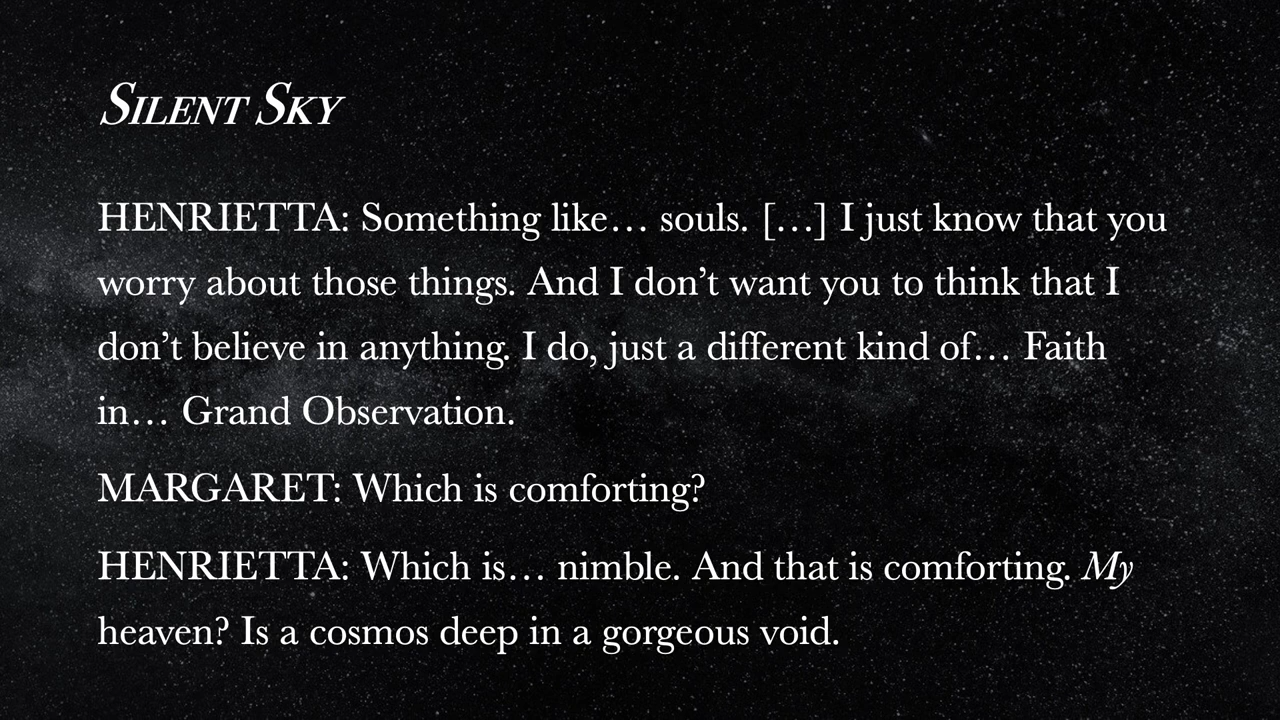 Silent Sky
HENRIETTA: Something like… souls. […] I just know that you
worry about those things. And I don’t want you to think that I
don’t believe in anything. I do, just a different kind of… Faith
in… Grand Observation.
MARGARET: Which is comforting?
HENRIETTA: Which is… nimble. And that is comforting. My
heaven? Is a cosmos deep in a gorgeous void.